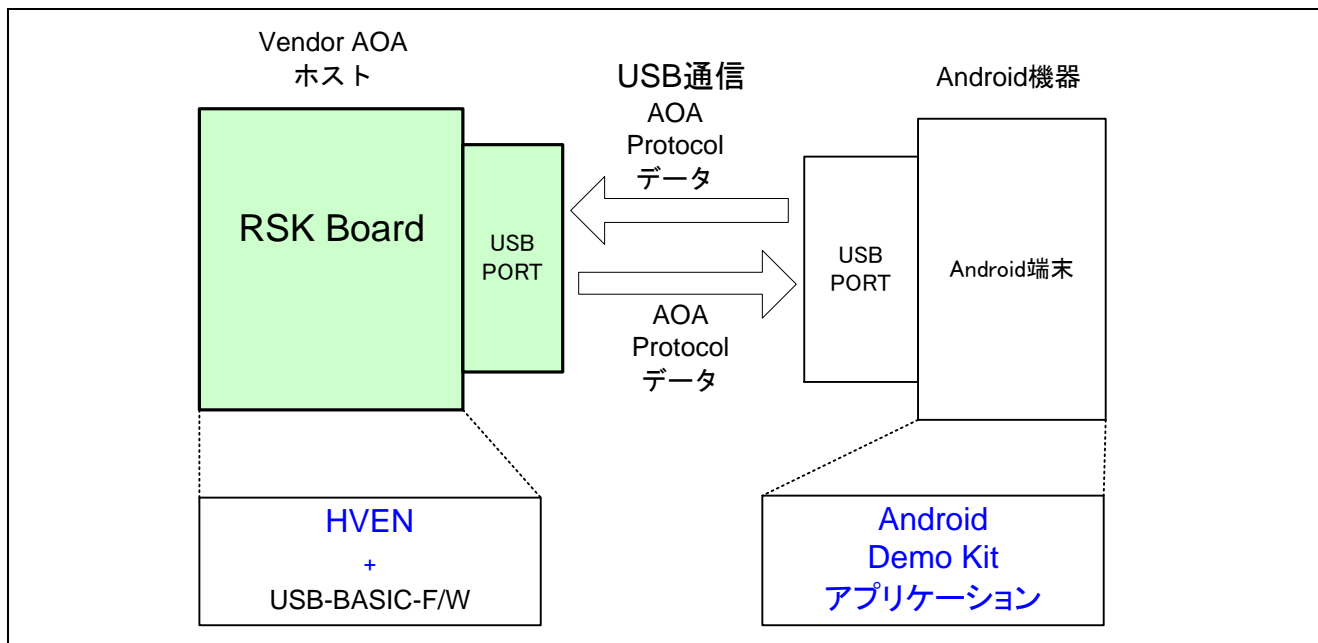 Vendor AOA
ホスト
USB通信
AOA
Protocol
データ
Android機器
RSK Board
USB
PORT
USB
PORT
Android端末
AOA
Protocol
データ
HVEN
+
USB-BASIC-F/W
Android
Demo Kit
アプリケーション